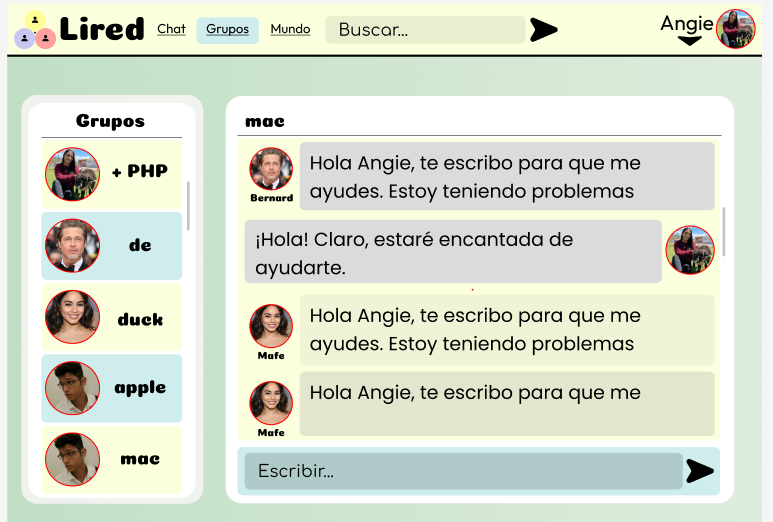 Lired
Chat
Grupos
Mundo
Buscar...
Angie
Grupos
+ PHP
de
duck
apple
mac
mac
Bernard
Hola Angie, te escribo para que me
ayudes. Estoy teniendo problemas
¡Hola! Claro, estaré encantada de
ayudarte.
Mafe
Hola Angie, te escribo para que me
ayudes. Estoy teniendo problemas
Mafe
Hola Angie, te escribo para que me
Escribir...